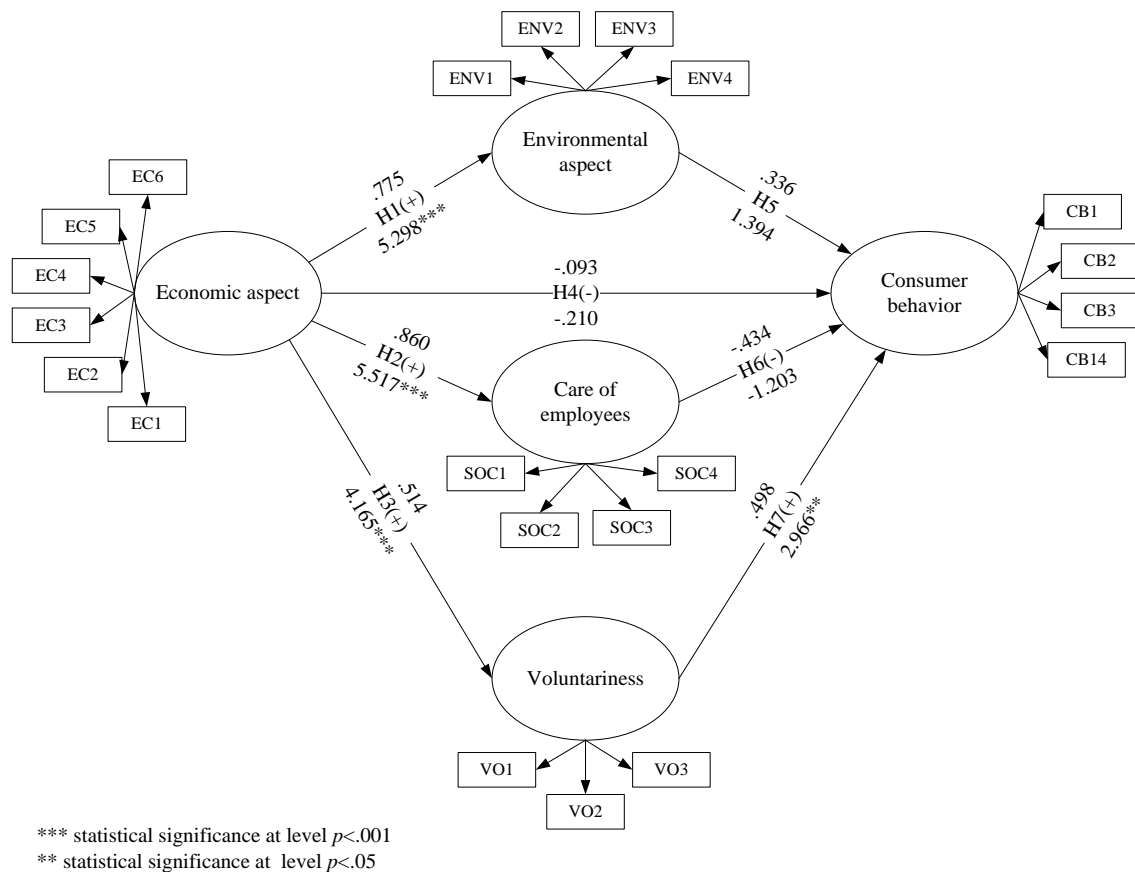 ENV2
ENV3
ENV1
ENV4
Environmental
aspect
EC6
EC5
EC4
EC3
EC2
EC1
Economic aspect
.775
H1(+)
5.298***
.336
H5
1.394
-.093
H4(-)
-.210
.860
H2(+)
5.517***
-.434
H6(-)
-1.203
Consumer
behavior
CB1
CB2
CB3
CB14
Care of
employees
SOC1
SOC4
SOC2
SOC3
.514
H3(+)
4.165***
.498
H7(+)
2.966**
Voluntariness
VO1
VO3
VO2
*** statistical significance at level p<.001
** statistical significance at level p<.05